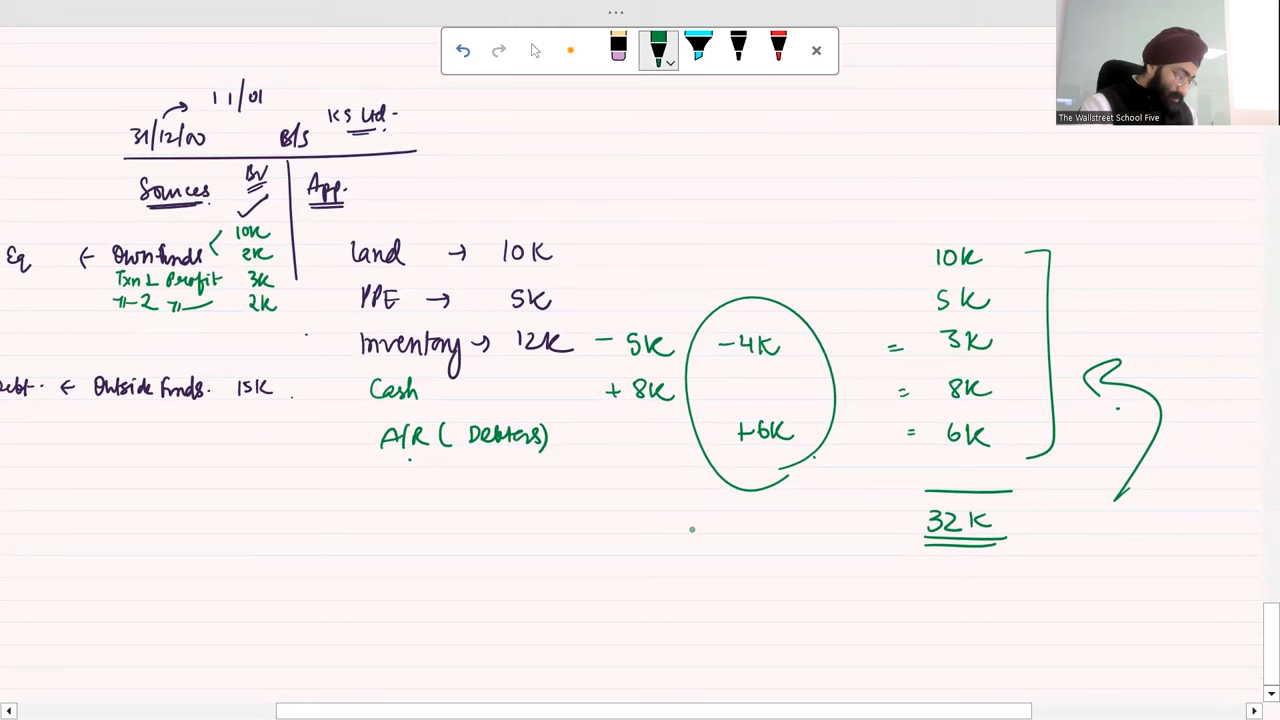 11/01
31/12/00 B/S KS Ltd.
The Wallstreet School Five
Sources BV App.
10K
Eq ← Own funds 2K Land → 10K 10K
Txn 1 Profit 3K
-"- 2 -"- 2K PPE → 5K 5K
Inventory → 12K - 5K -4K = 3K
Debt. ← Outside funds. 15K Cash + 8K = 8K
A/R ( Debtors) +6K = 6K
32K